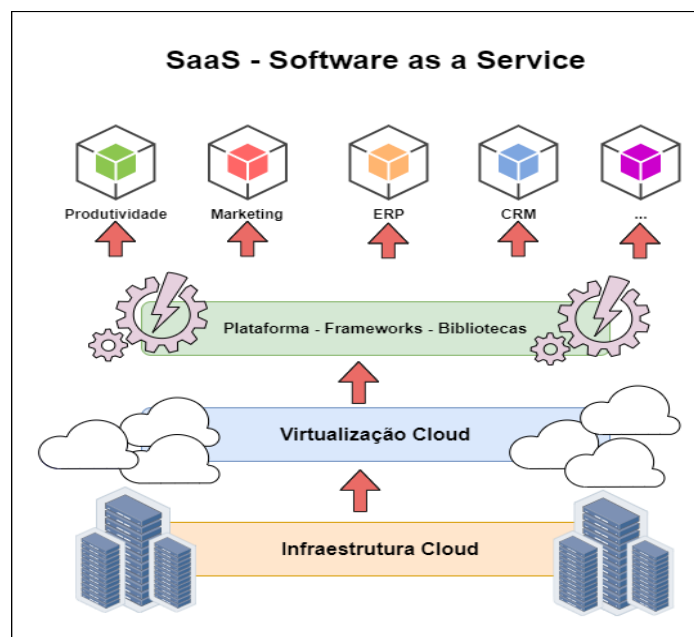 SaaS - Software as a Service
Produtividade
Marketing
ERP
CRM
...
Plataforma - Frameworks - Bibliotecas
Virtualização Cloud
Infraestrutura Cloud